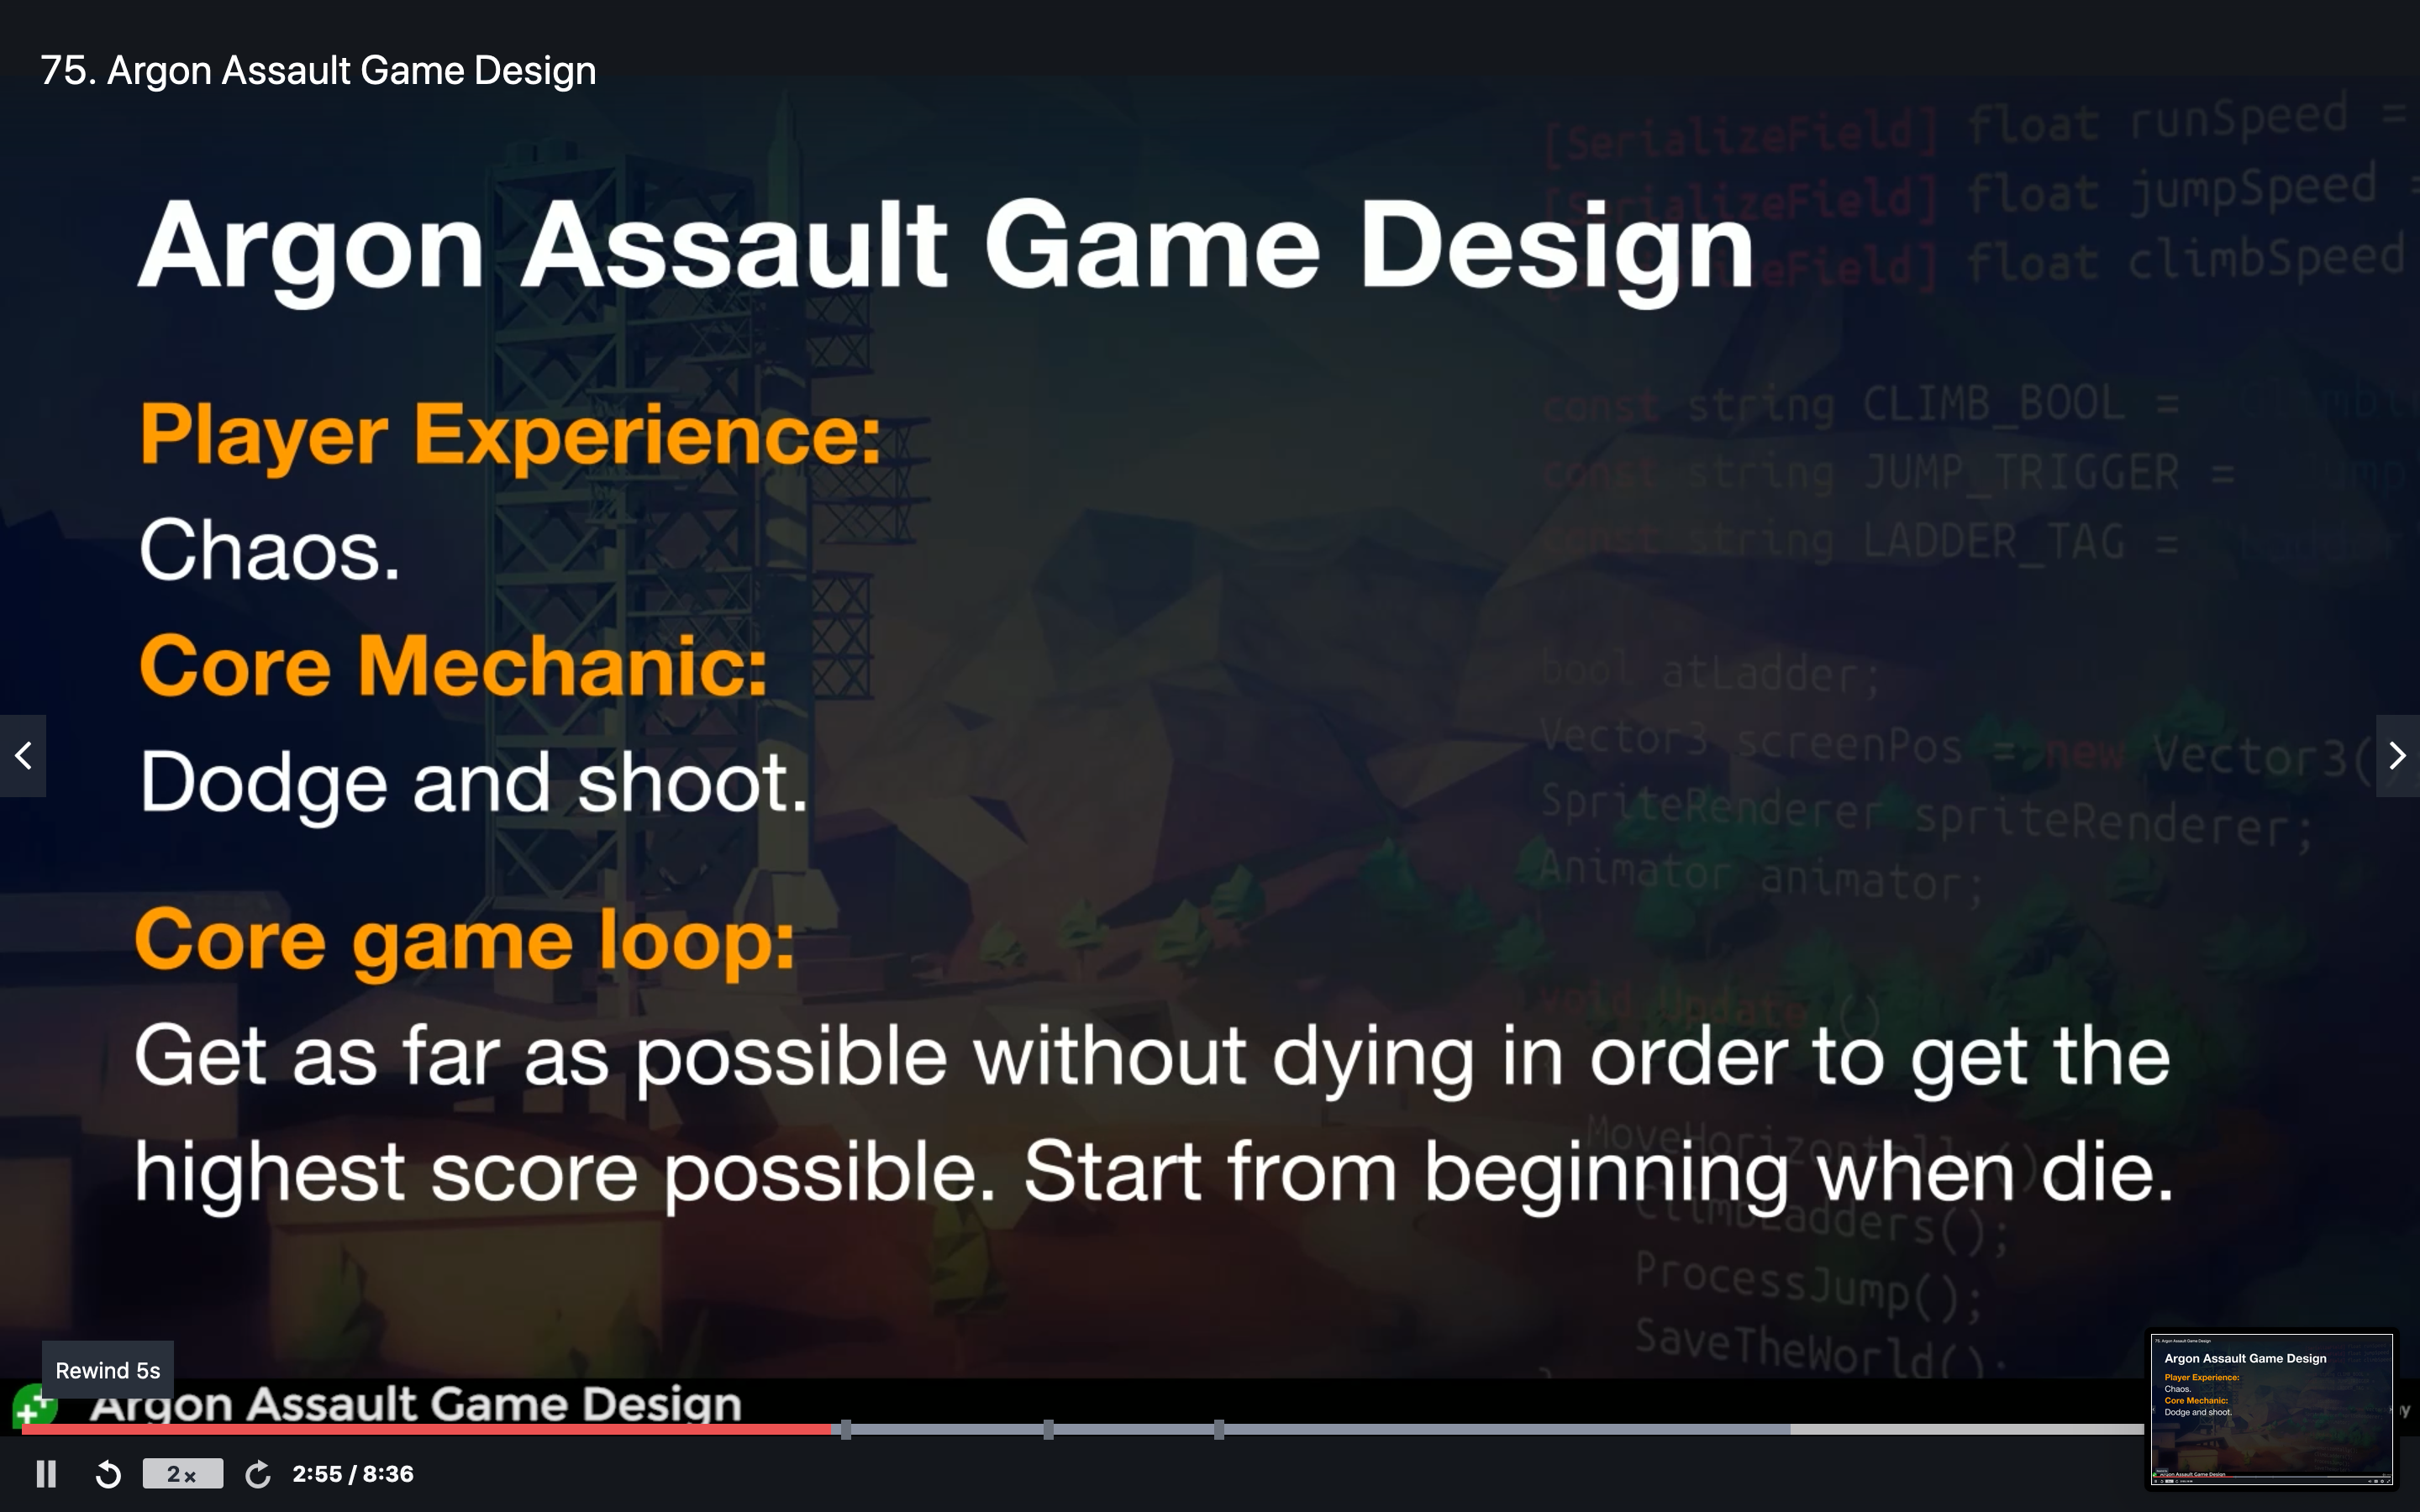 75. Argon Assault Game Design
[SerializeField] float runSpeed =
[SerializeField] float jumpSpeed =
float climbSpeed
Argon Assault Game Design
Player Experience:
Chaos.
const string CLIMB_BOOL =
const string JUMP_TRIGGER =
const string LADDER_TAG =
Core Mechanic:
Dodge and shoot.
bool atLadder;
Vector3 screenPos = new Vector3(
SpriteRenderer spriteRenderer;
Animator animator;
Core game loop:
void Update ()
Get as far as possible without dying in order to get the
highest score possible. Start from beginning when die.
MoveHorizontally();
ClimbLadders();
ProcessJump();
SaveTheWorld();
Rewind 5s
Argon Assault Game Design
2x
2:55 / 8:36
Argon Assault Game Design
Player Experience:
Chaos.
Core Mechanic:
Dodge and shoot.